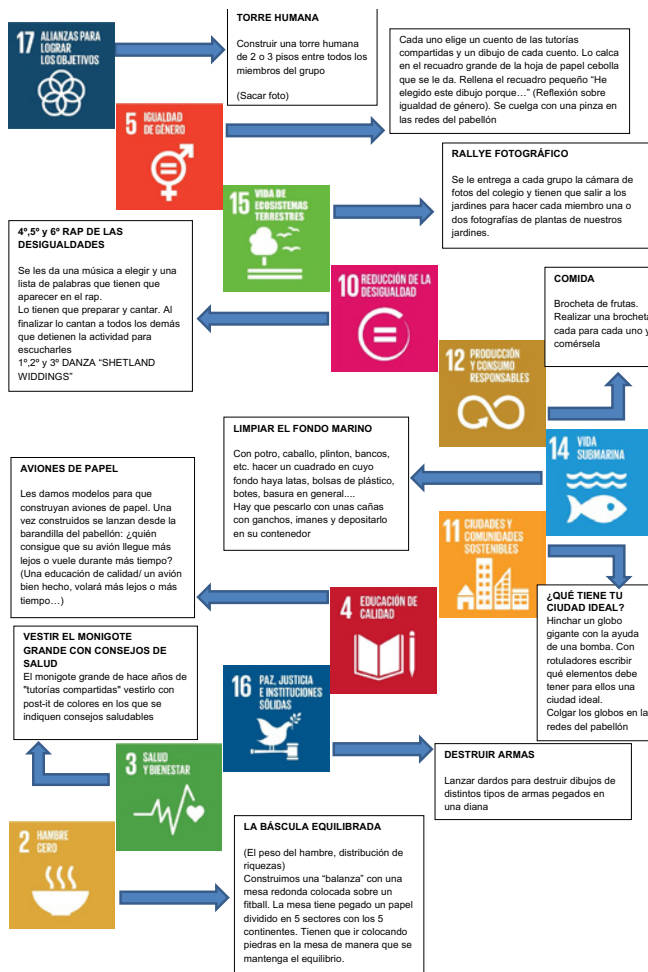 17 ALIANZAS PARA
LOGRAR
LOS OBJETIVOS
TORRE HUMANA
Construir una torre humana
de 2 o 3 pisos entre todos los
miembros del grupo
(Sacar foto)
Cada uno elige un cuento de las tutorías
compartidas y un dibujo de cada cuento. Lo calca
en el recuadro grande de la hoja de papel cebolla
que se le da. Rellena el recuadro pequeño “He
elegido este dibujo porque…” (Reflexión sobre
igualdad de género). Se cuelga con una pinza en
las redes del pabellón
5 IGUALDAD
DE GÉNERO
RALLYE FOTOGRÁFICO
Se le entrega a cada grupo la cámara de
fotos del colegio y tienen que salir a los
jardines para hacer cada miembro una o
dos fotografías de plantas de nuestros
jardines.
15 VIDA DE
ECOSISTEMAS
TERRESTRES
4º,5º y 6º RAP DE LAS
DESIGUALDADES
Se les da una música a elegir y una
lista de palabras que tienen que
aparecer en el rap.
Lo tienen que preparar y cantar. Al
finalizar lo cantan a todos los demás
que detienen la actividad para
escucharles
1º,2º y 3º DANZA “SHETLAND
WIDDINGS”
10 REDUCCIÓN DE LA
DESIGUALDAD
COMIDA
Brocheta de frutas.
Realizar una brocheta
cada para cada uno y
comérsela
12 PRODUCCIÓN
Y CONSUMO
RESPONSABLES
LIMPIAR EL FONDO MARINO
Con potro, caballo, plinton, bancos,
etc. hacer un cuadrado en cuyo
fondo haya latas, bolsas de plástico,
botes, basura en general....
Hay que pescarlo con unas cañas
con ganchos, imanes y depositarlo
en su contenedor
14 VIDA
SUBMARINA
AVIONES DE PAPEL
Les damos modelos para que
construyan aviones de papel. Una
vez construidos se lanzan desde la
barandilla del pabellón: ¿quién
consigue que su avión llegue más
lejos o vuele durante más tiempo?
(Una educación de calidad/ un avión
bien hecho, volará más lejos o más
tiempo…)
11 CIUDADES Y
COMUNIDADES
SOSTENIBLES
4 EDUCACIÓN DE
CALIDAD
¿QUÉ TIENE TU
CIUDAD IDEAL?
Hinchar un globo
gigante con la ayuda
de una bomba. Con
rotuladores escribir
qué elementos debe
tener para ellos una
ciudad ideal.
Colgar los globos en la
redes del pabellón
VESTIR EL MONIGOTE
GRANDE CON CONSEJOS DE
SALUD
El monigote grande de hace años de
"tutorías compartidas" vestirlo con
post-it de colores en los que se
indiquen consejos saludables
16 PAZ, JUSTICIA
E INSTITUCIONES
SÓLIDAS
3 SALUD
Y BIENESTAR
DESTRUIR ARMAS
Lanzar dardos para destruir dibujos de
distintos tipos de armas pegados en
una diana
2 HAMBRE
CERO
LA BÁSCULA EQUILIBRADA
(El peso del hambre, distribución de
riquezas)
Construimos una “balanza” con una
mesa redonda colocada sobre un
fitball. La mesa tiene pegado un papel
dividido en 5 sectores con los 5
continentes. Tienen que ir colocando
piedras en la mesa de manera que se
mantenga el equilibrio.